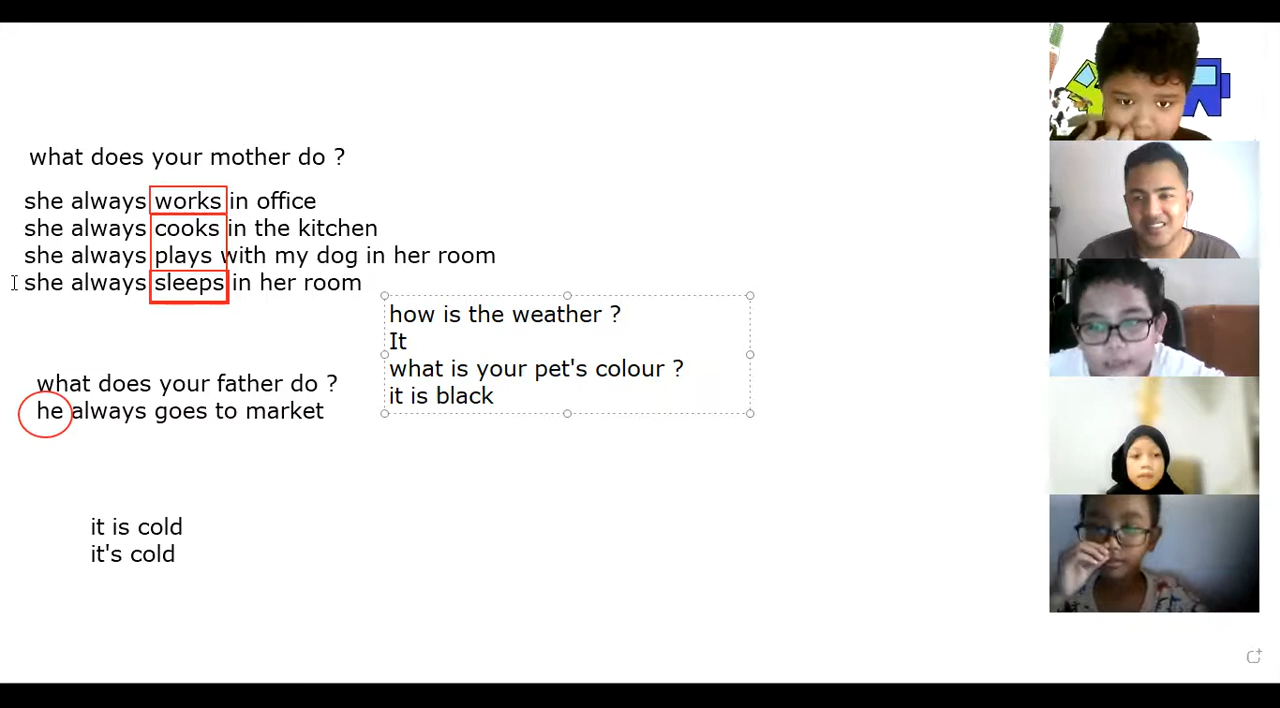 what does your mother do ?
she always works in office
she always cooks in the kitchen
she always plays with my dog in her room
she always sleeps in her room
how is the weather ?
It
what is your pet's colour ?
it is black
what does your father do ?
he always goes to market
it is cold
it's cold